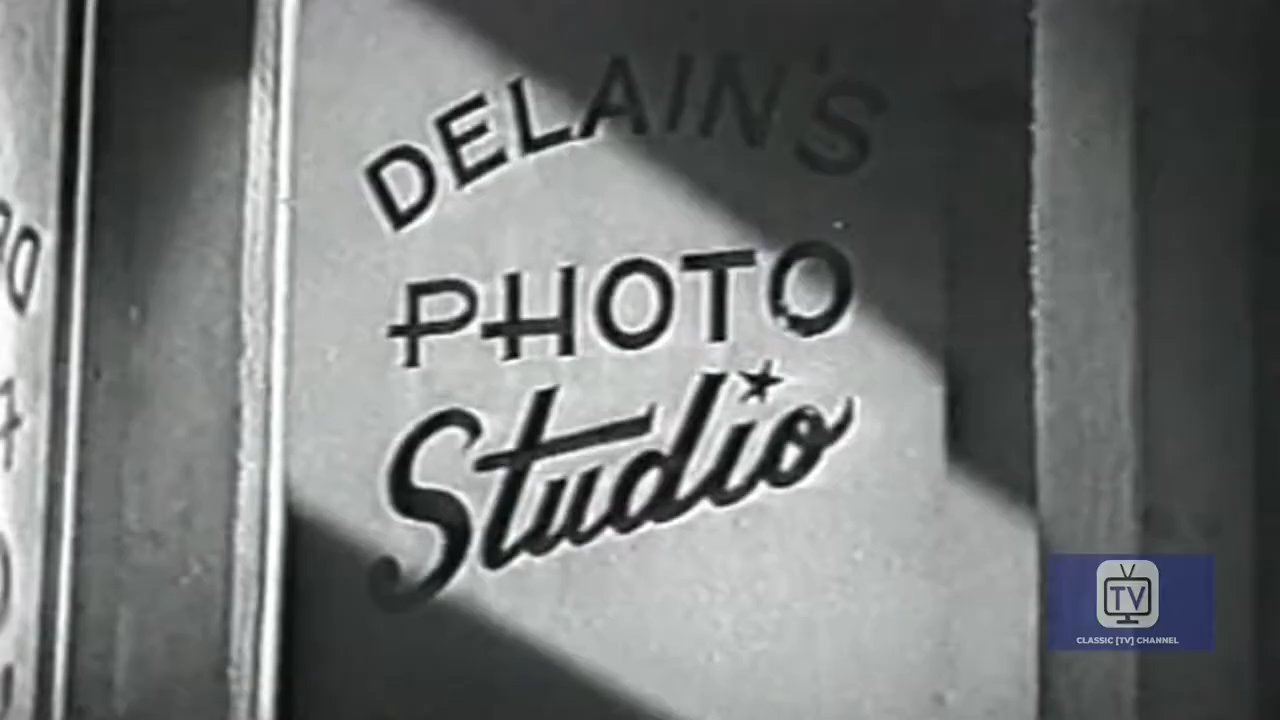 DELAIN'S
PHOTO
Studio
TV
CLASSIC [TV] CHANNEL